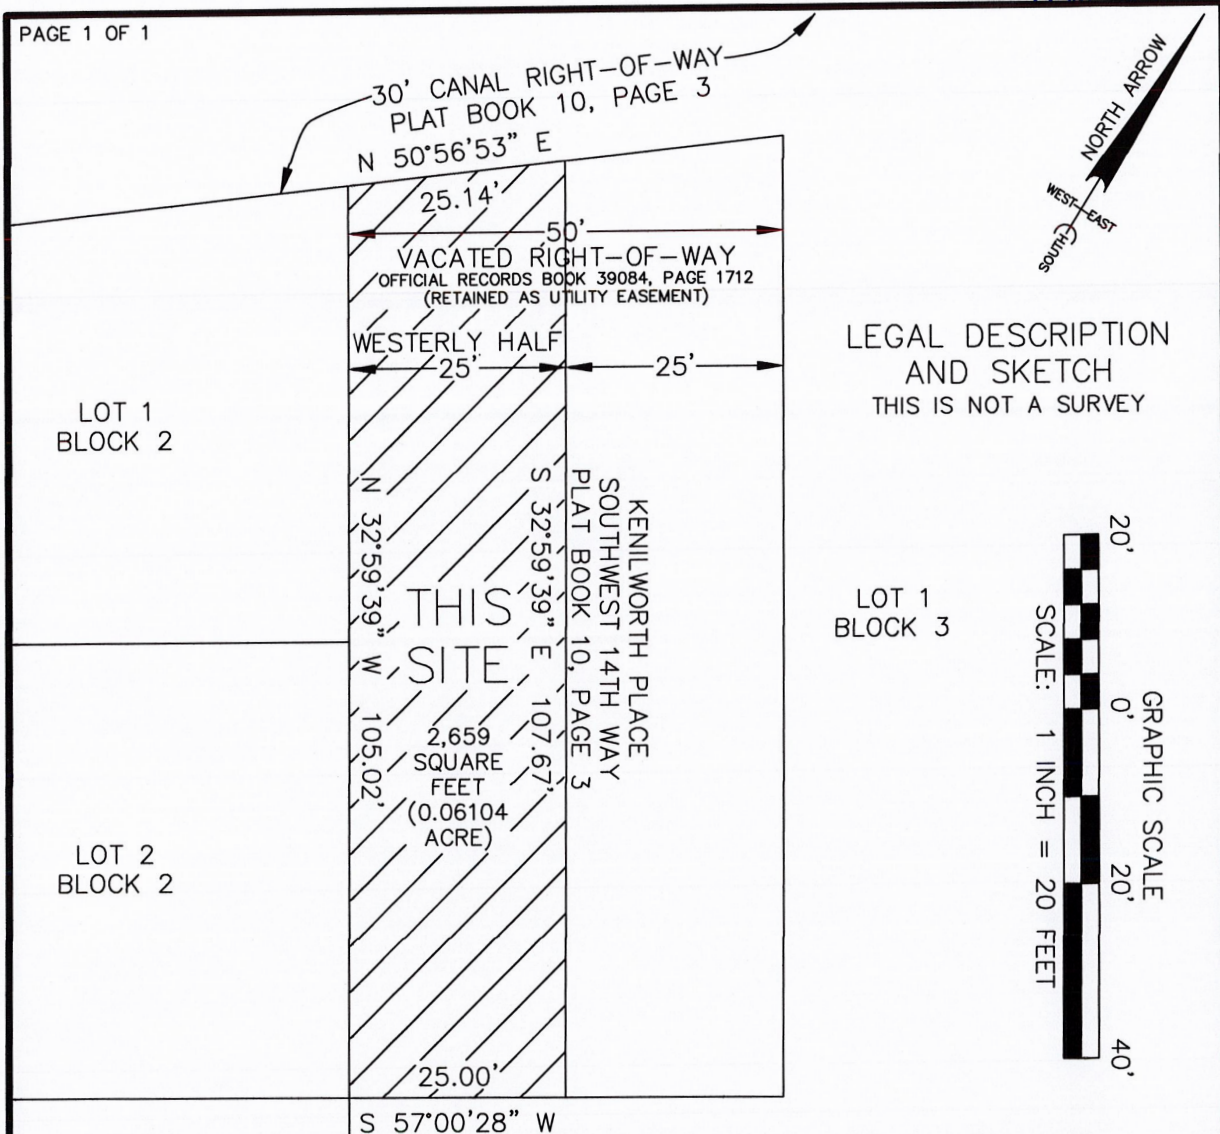 PAGE 1 OF 1
30' CANAL RIGHT-OF-WAY
PLAT BOOK 10, PAGE 3
N 50°56'53" E
25.14'
50'
VACATED RIGHT-OF-WAY
OFFICIAL RECORDS BOOK 39084, PAGE 1712
(RETAINED AS UTILITY EASEMENT)
WESTERLY HALF
25'
25'
NORTH ARROW
WEST
EAST
SOUTH
LEGAL DESCRIPTION
AND SKETCH
THIS IS NOT A SURVEY
LOT 1
BLOCK 2
N 32°59'39" W 105.02'
THIS
SITE
2,659
SQUARE
FEET
(0.06104
ACRE)
S 32°59'39" E 107.67'
KENILWORTH PLACE
SOUTHWEST 14TH WAY
PLAT BOOK 10, PAGE 3
LOT 1
BLOCK 3
20'
0'
20'
40'
GRAPHIC SCALE
SCALE: 1 INCH = 20 FEET
LOT 2
BLOCK 2
25.00'
S 57°00'28" W